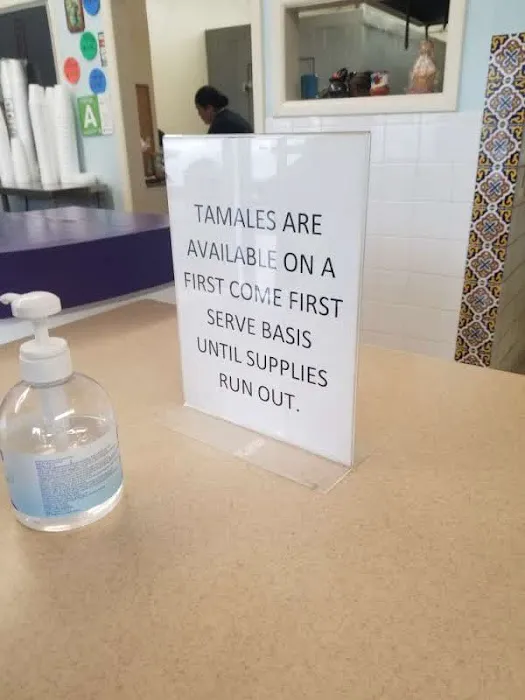 A
TAMALES ARE
AVAILABLE ON A
FIRST COME FIRST
SERVE BASIS
UNTIL SUPPLIES
RUN OUT.